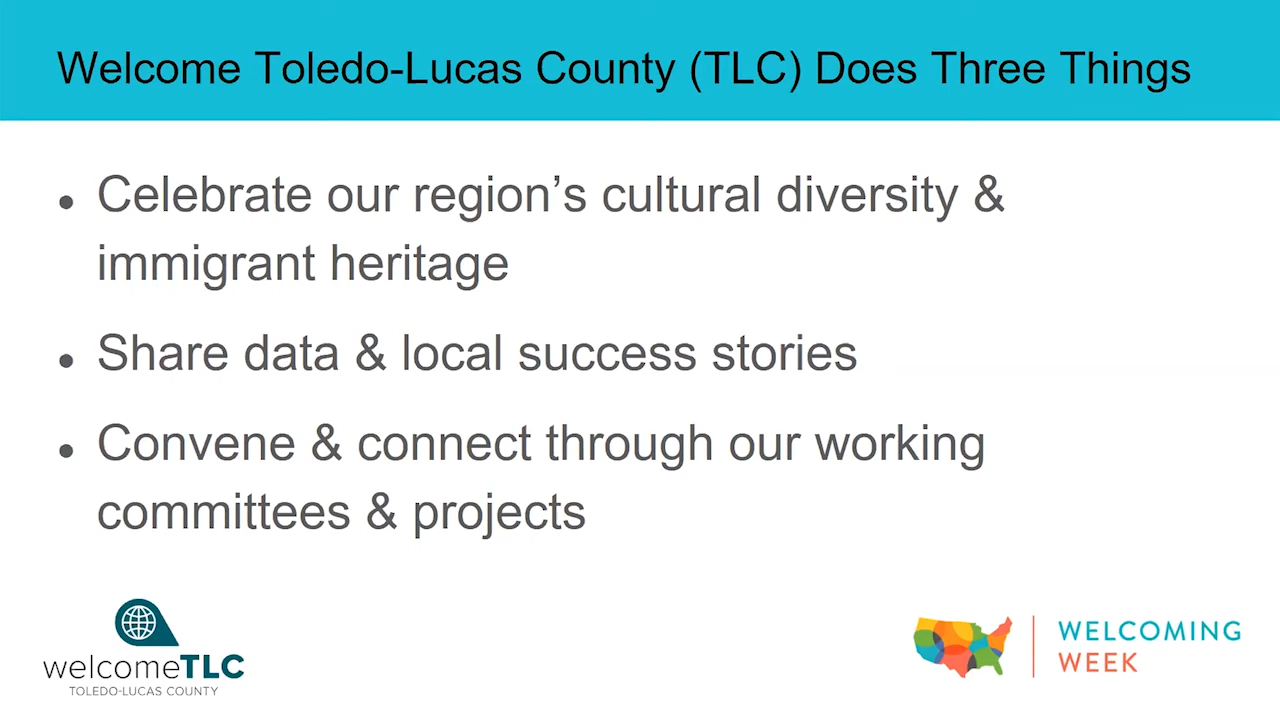 Welcome Toledo-Lucas County (TLC) Does Three Things
• Celebrate our region’s cultural diversity &
immigrant heritage
• Share data & local success stories
• Convene & connect through our working
committees & projects
welcomeTLC
TOLEDO-LUCAS COUNTY
WELCOMING
WEEK